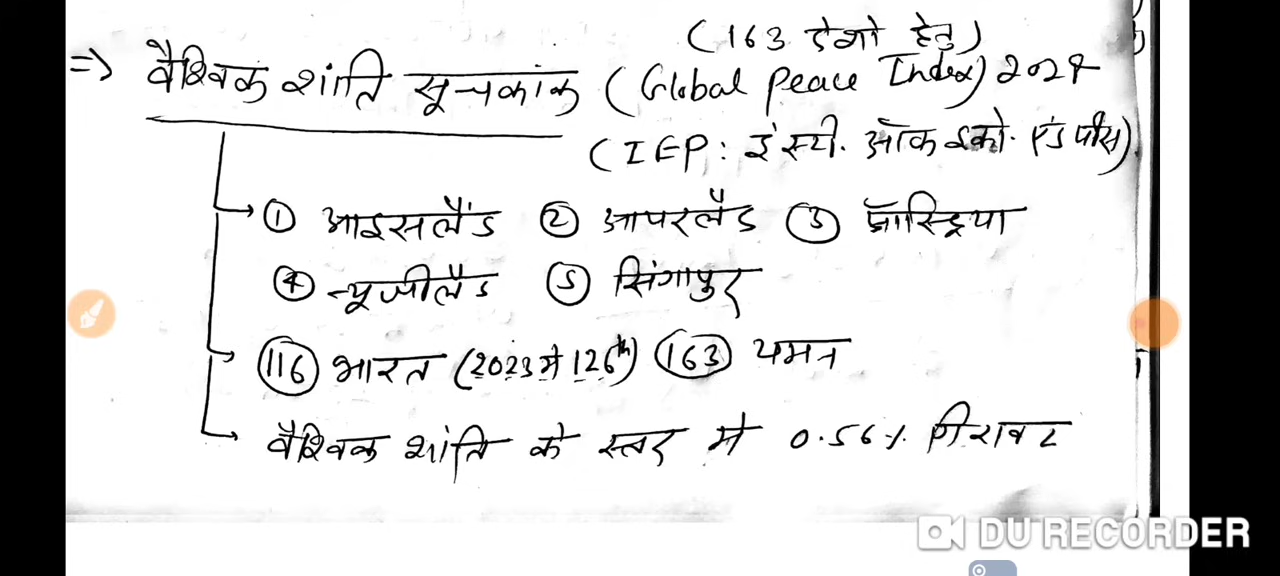 (163 देशो हेतु)
=> वैश्विक शांति सूचकांक (Global Peace Index) 2024
(IEP: इंस्टी. ऑफ इको. एंड पीस)
① आइसलैंड ② आयरलैंड ③ ऑस्ट्रिया
④ न्यूजीलैंड ⑤ सिंगापुर
(116) भारत (2023 मे 126th) (163) यमन
वैश्विक शांति के स्तर मे 0.56% गिरावट
DU RECORDER